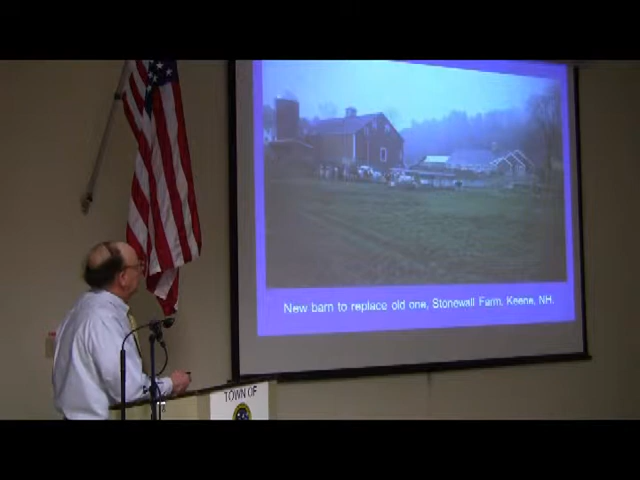 New barn to replace old one, Stonewall Farm, Keene, NH.
TOWN OF